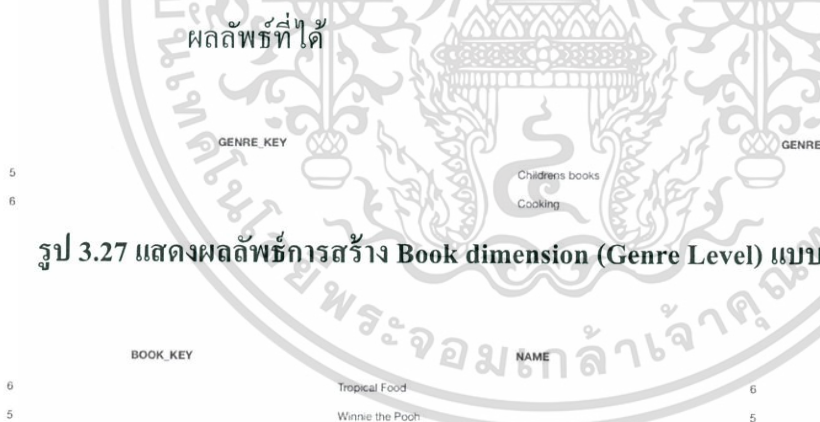 ผลลัพธ์ที่ได้
GENRE_KEY GENRE
5 Childrens books
6 Cooking
รูป 3.27 แสดงผลลัพธ์การสร้าง Book dimension (Genre Level) แบบ
BOOK_KEY NAME
6 Tropical Food 6
5 Winnie the Pooh 5